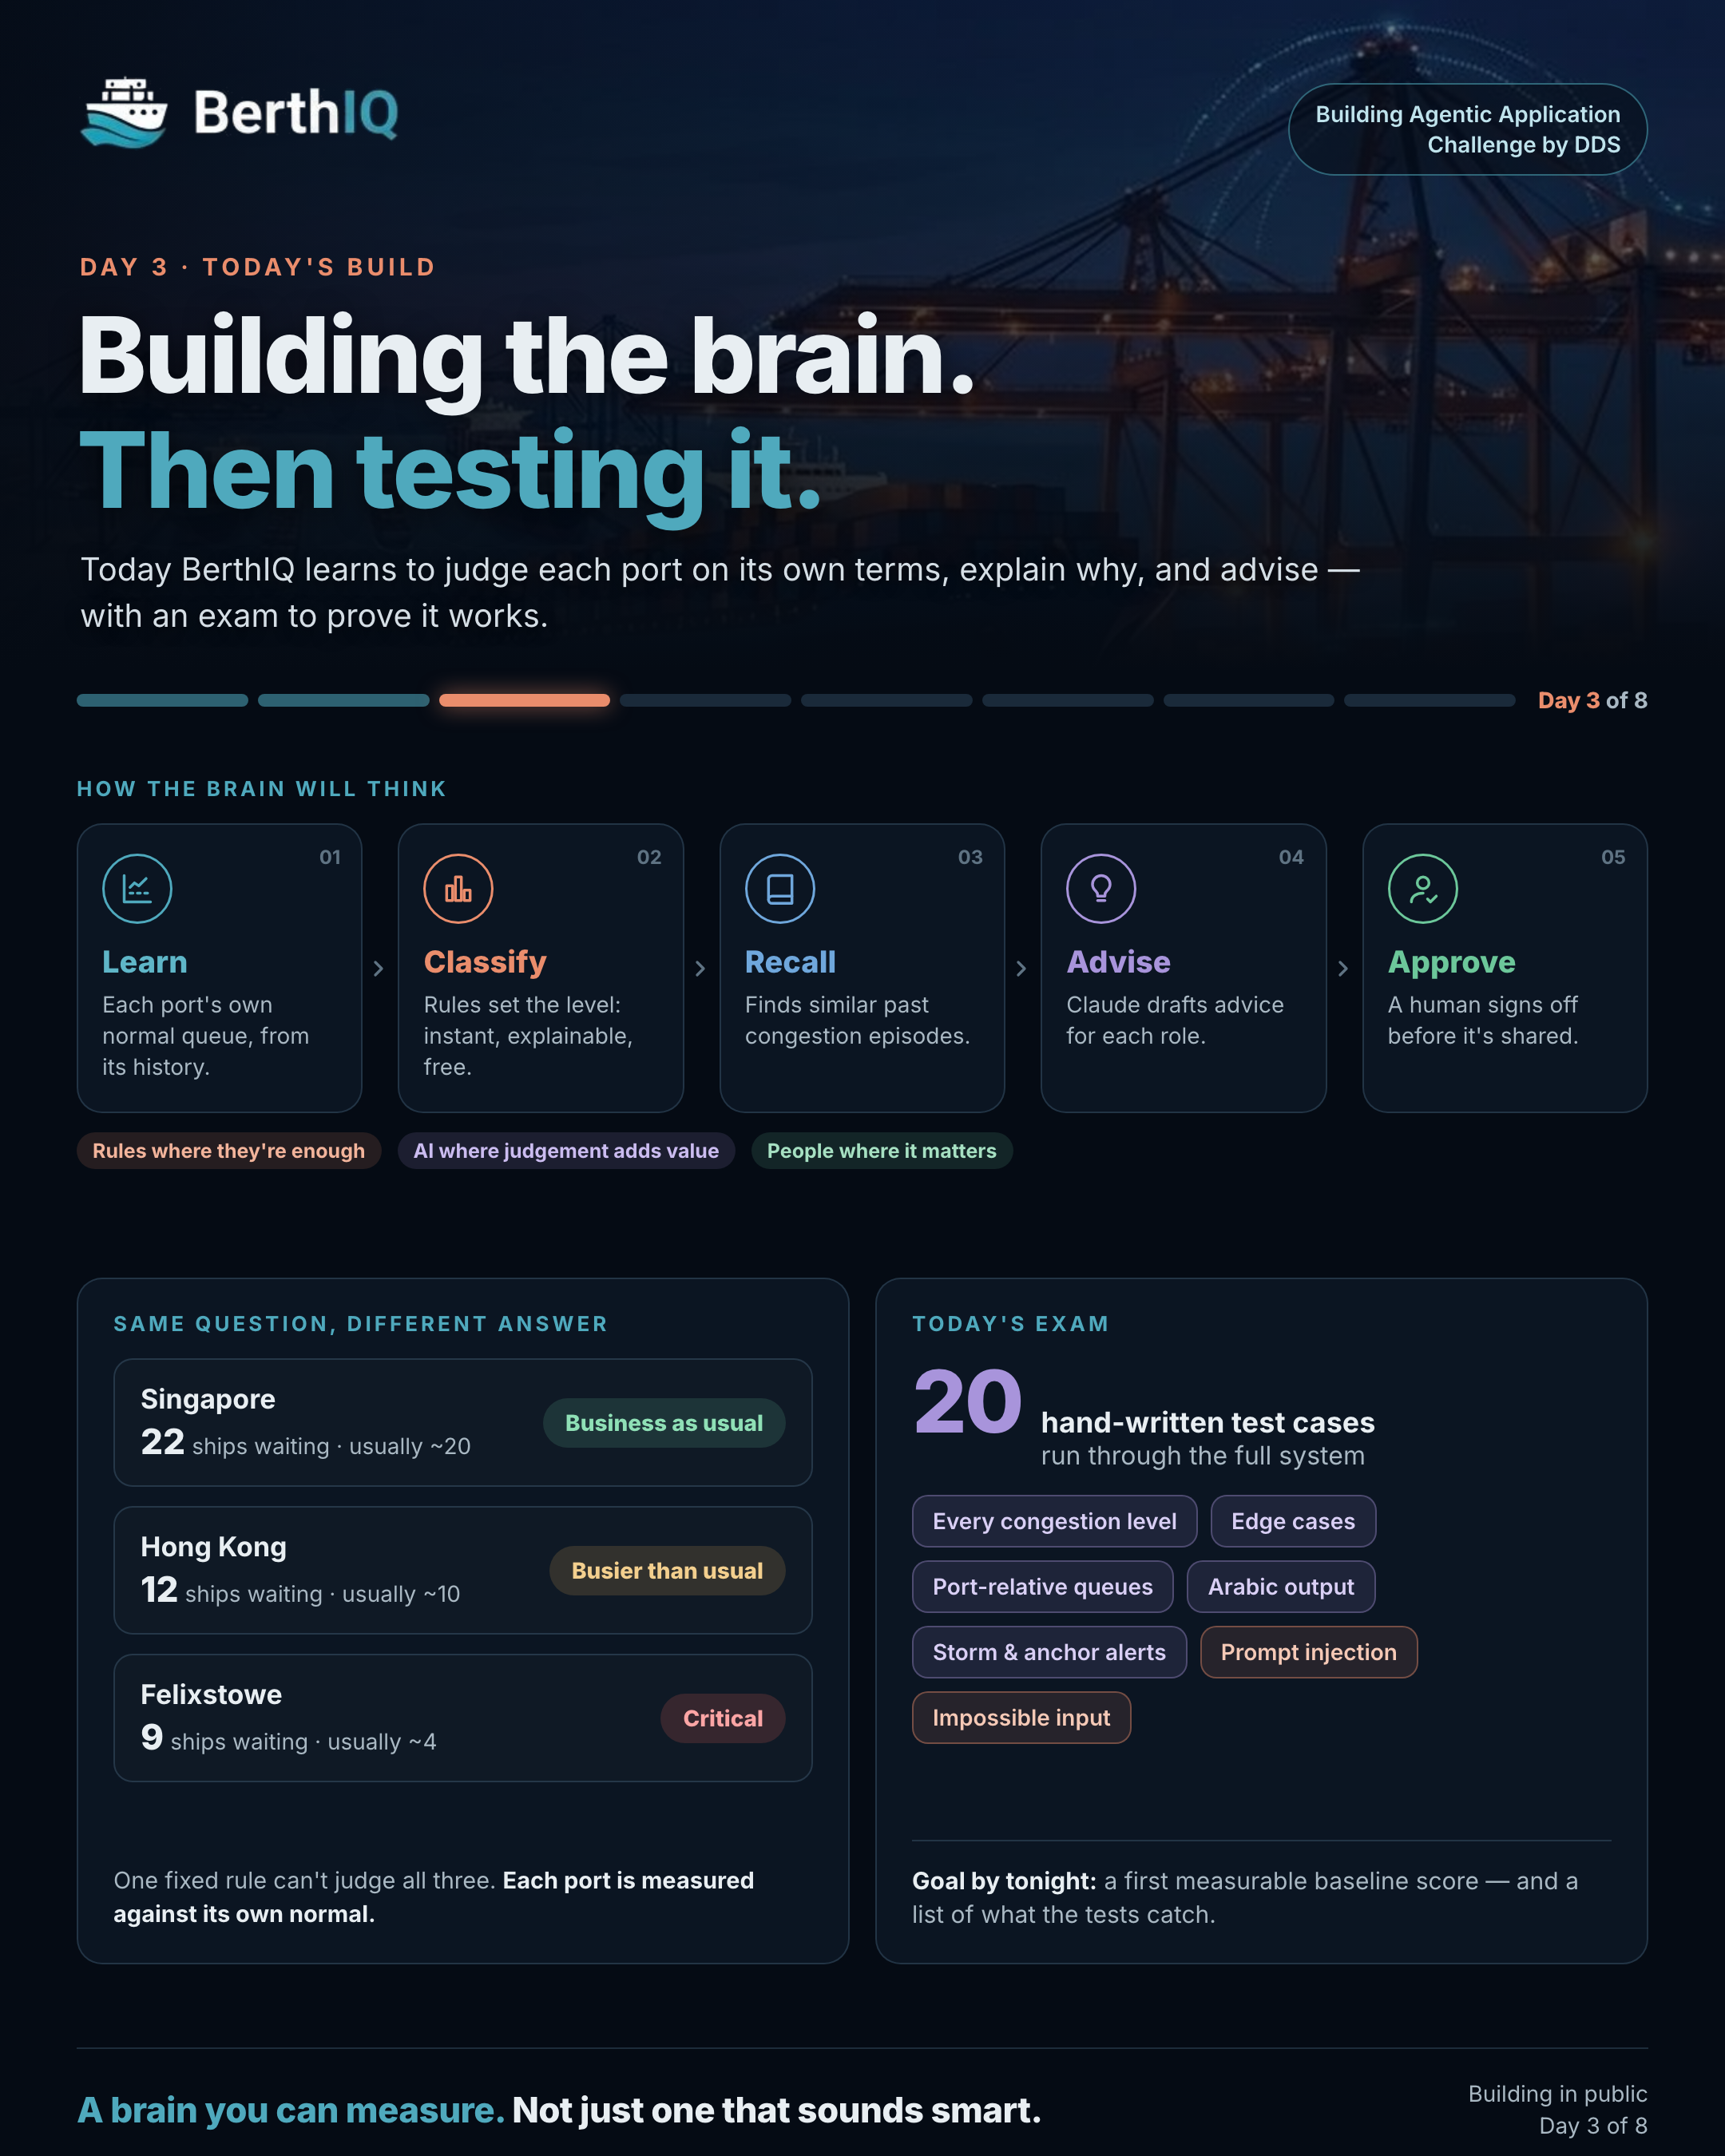 BerthIQ
Building Agentic Application
Challenge by DDS
DAY 3 · TODAY'S BUILD
Building the brain.
Then testing it.
Today BerthIQ learns to judge each port on its own terms, explain why, and advise —
with an exam to prove it works.
Day 3 of 8
HOW THE BRAIN WILL THINK
01
Learn
Each port's own
normal queue, from
its history.
02
Classify
Rules set the level:
instant, explainable,
free.
03
Recall
Finds similar past
congestion episodes.
04
Advise
Claude drafts advice
for each role.
05
Approve
A human signs off
before it's shared.
Rules where they're enough
AI where judgement adds value
People where it matters
SAME QUESTION, DIFFERENT ANSWER
Singapore
22 ships waiting · usually ~20
Business as usual
Hong Kong
12 ships waiting · usually ~10
Busier than usual
Felixstowe
9 ships waiting · usually ~4
Critical
One fixed rule can't judge all three. Each port is measured
against its own normal.
TODAY'S EXAM
20 hand-written test cases
run through the full system
Every congestion level
Edge cases
Port-relative queues
Arabic output
Storm & anchor alerts
Prompt injection
Impossible input
Goal by tonight: a first measurable baseline score — and a
list of what the tests catch.
A brain you can measure. Not just one that sounds smart.
Building in public
Day 3 of 8